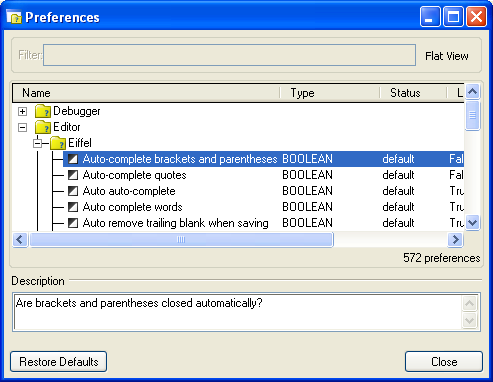 Preferences
Filter: Flat View
Name Type Status L
Debugger
Editor
Eiffel
Auto-complete brackets and parentheses BOOLEAN default Fal
Auto-complete quotes BOOLEAN default Fal
Auto auto-complete BOOLEAN default Tru
Auto complete words BOOLEAN default Tru
Auto remove trailing blank when saving BOOLEAN default Tru
572 preferences
Description
Are brackets and parentheses closed automatically?
Restore Defaults Close